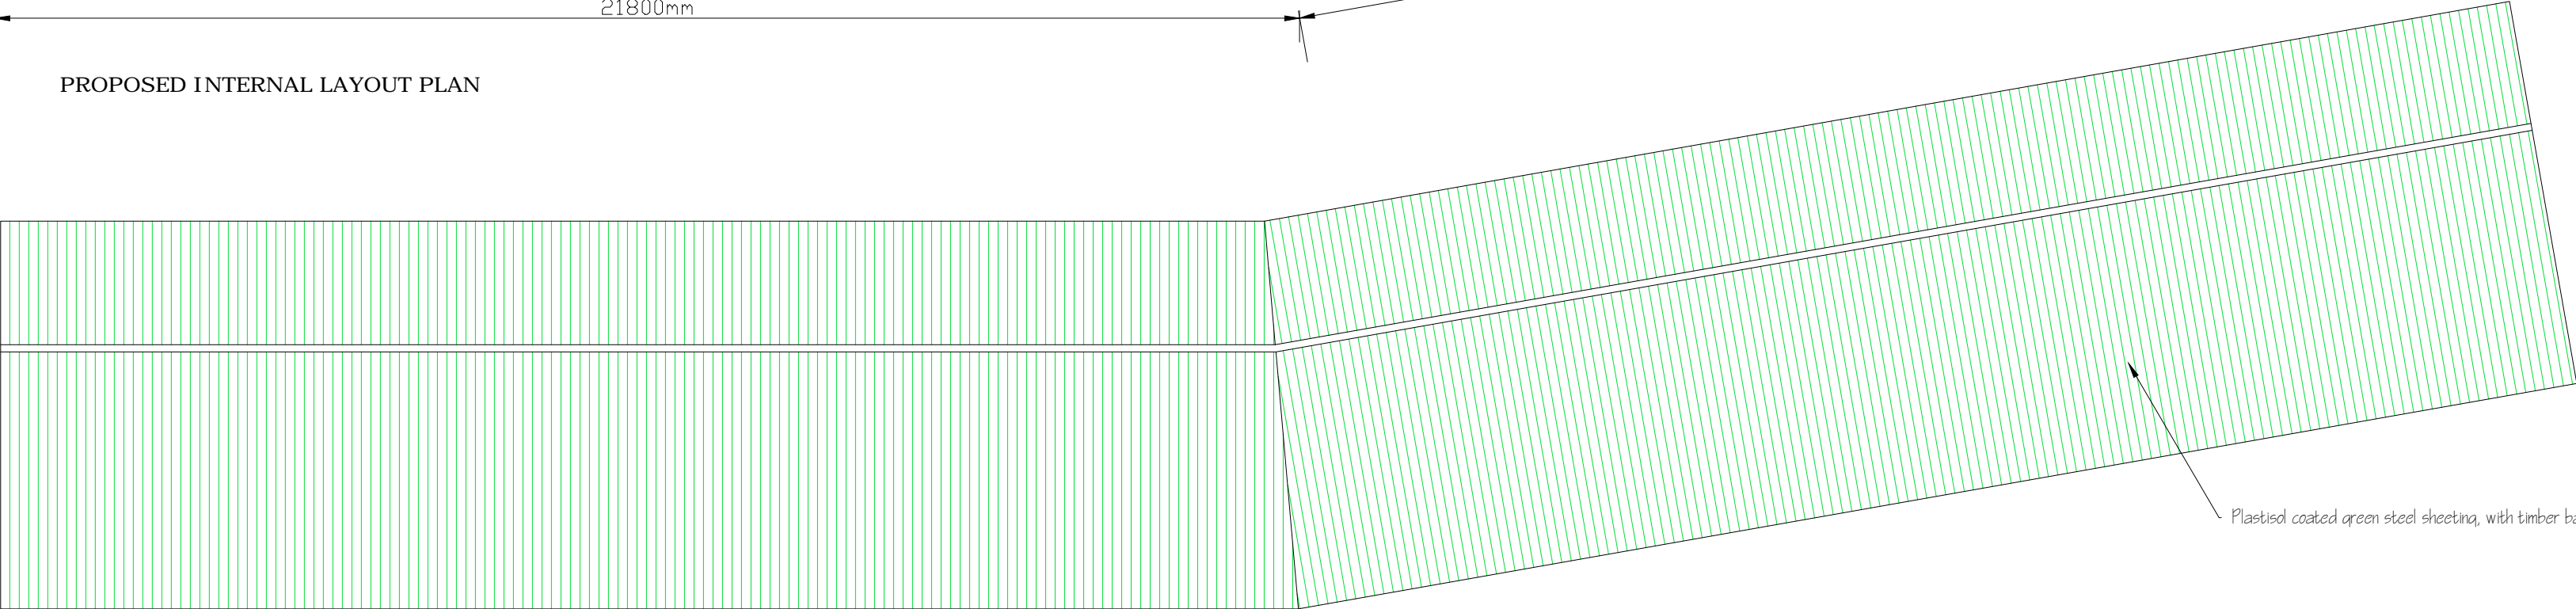 21800mm
PROPOSED INTERNAL LAYOUT PLAN
Plastisol coated green steel sheeting, with timber